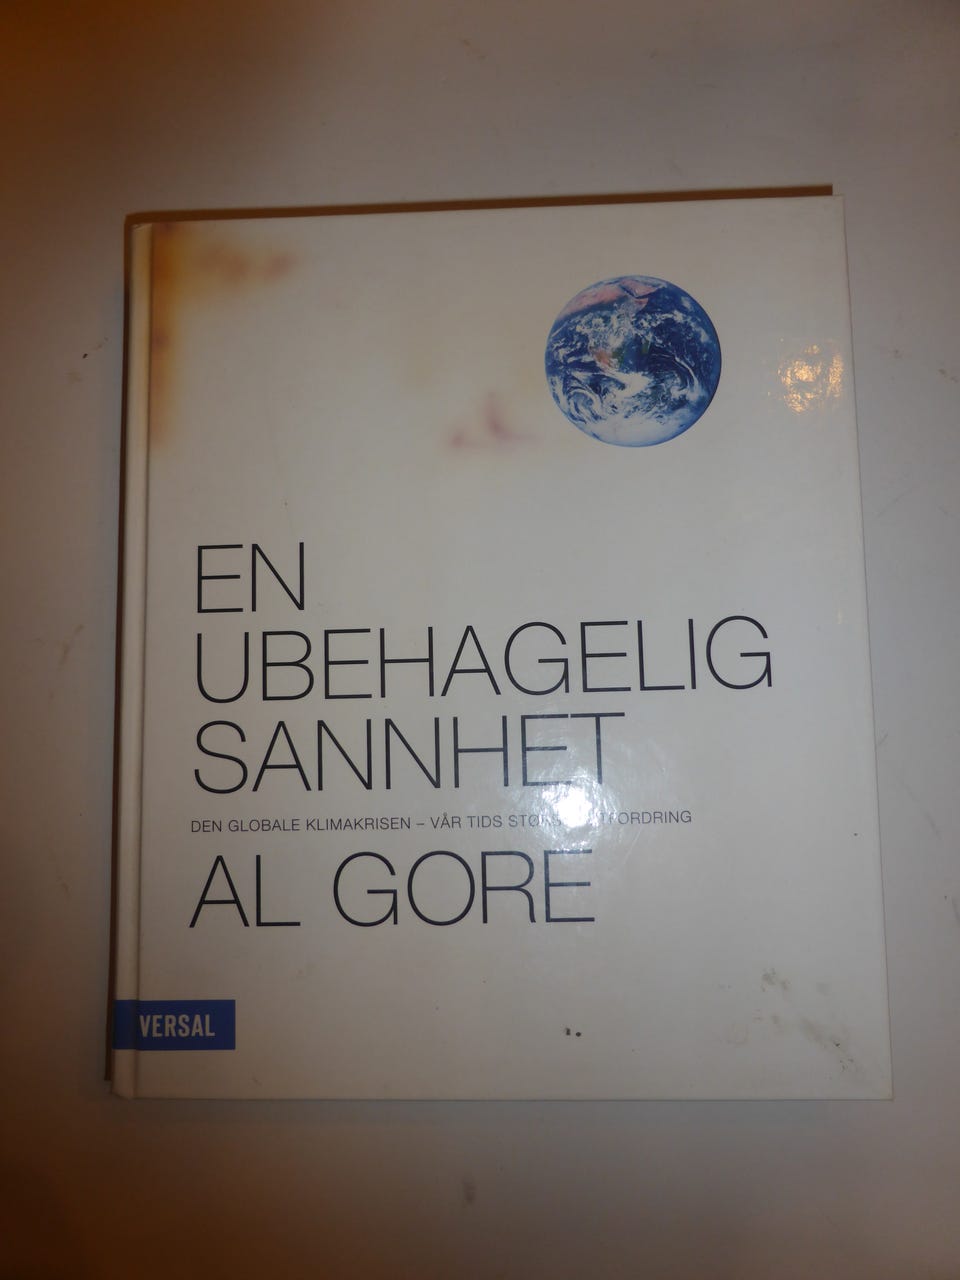 EN
UBEHAGELIG
SANNHET
DEN GLOBALE KLIMAKRISEN – VÅR TIDS
AL GORE
VERSAL